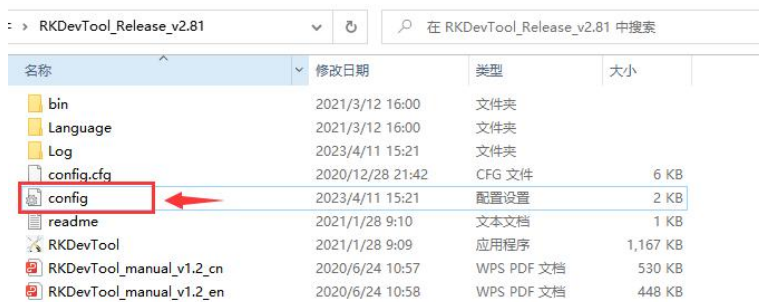 RKDevTool_Release_v2.81 在 RKDevTool_Release_v2.81 中搜索
名称 修改日期 类型 大小
bin 2021/3/12 16:00 文件夹
Language 2021/3/12 16:00 文件夹
Log 2023/4/11 15:21 文件夹
config.cfg 2020/12/28 21:42 CFG 文件 6 KB
config 2023/4/11 15:21 配置设置 2 KB
readme 2021/1/28 9:10 文本文档 1 KB
RKDevTool 2021/1/28 9:09 应用程序 1,167 KB
RKDevTool_manual_v1.2_cn 2020/6/24 10:57 WPS PDF 文档 530 KB
RKDevTool_manual_v1.2_en 2020/6/24 10:58 WPS PDF 文档 448 KB